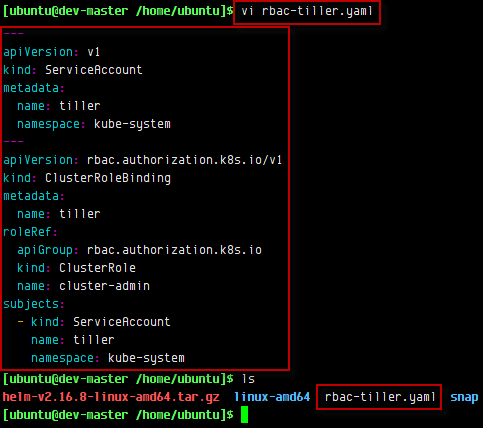 [ubuntu@dev-master /home/ubuntu]$ vi rbac-tiller.yaml
---
apiVersion: v1
kind: ServiceAccount
metadata:
  name: tiller
  namespace: kube-system
---
apiVersion: rbac.authorization.k8s.io/v1
kind: ClusterRoleBinding
metadata:
  name: tiller
roleRef:
  apiGroup: rbac.authorization.k8s.io
  kind: ClusterRole
  name: cluster-admin
subjects:
  - kind: ServiceAccount
    name: tiller
    namespace: kube-system
[ubuntu@dev-master /home/ubuntu]$ ls
helm-v2.16.8-linux-amd64.tar.gz  linux-amd64  rbac-tiller.yaml  snap
[ubuntu@dev-master /home/ubuntu]$